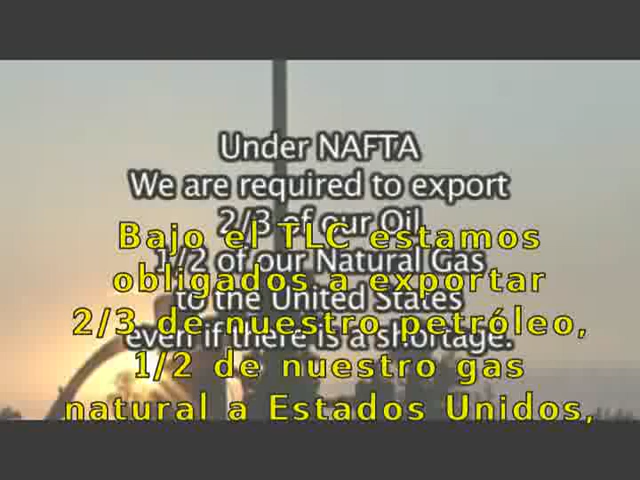 Under NAFTA
We are required to export
2/3 of our Oil
1/2 of our Natural Gas
to the United States
even if there is a shortage.
Bajo el TLC estamos
obligados a exportar
2/3 de nuestro petróleo,
1/2 de nuestro gas
natural a Estados Unidos,